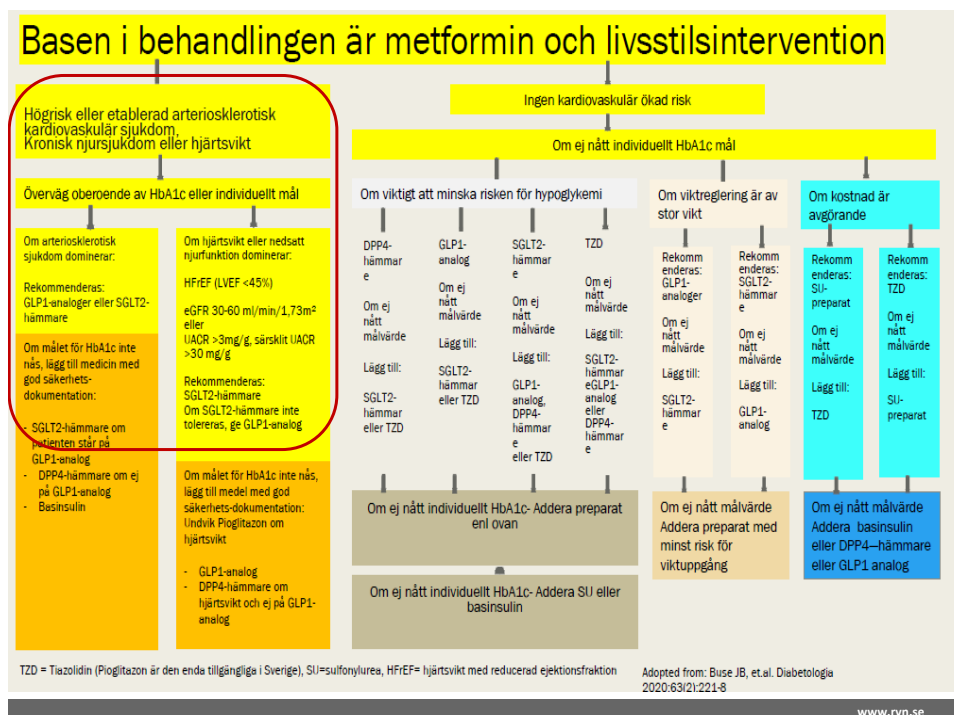 Basen i behandlingen är metformin och livsstilsintervention
Högrisk eller etablerad arteriosklerotisk
kardiovaskulär sjukdom,
Kronisk njursjukdom eller hjärtsvikt
Överväg oberoende av HbA1c eller individuellt mål
Om arteriosklerotisk
sjukdom dominerar:
Rekommenderas:
GLP1-analoger eller SGLT2-
hämmare
Om målet för HbA1c inte
nås, lägg till medicin med
god säkerhets-
dokumentation:
- SGLT2-hämmare om
patienten står på
GLP1-analog
- DPP4-hämmare om ej
på GLP1-analog
- Basinsulin
Om hjärtsvikt eller nedsatt
njurfunktion dominerar:
HFrEF (LVEF <45%)
eGFR 30-60 ml/min/1,73m²
eller
UACR >3mg/g, särsklit UACR
>30 mg/g
Rekommenderas:
SGLT2-hämmare
Om SGLT2-hämmare inte
tolereras, ge GLP1-analog
Om målet för HbA1c inte nås,
lägg till medel med god
säkerhets-dokumentation:
Undvik Pioglitazon om
hjärtsvikt
- GLP1-analog
- DPP4-hämmare om
hjärtsvikt och ej på GLP1-
analog
Ingen kardiovaskulär ökad risk
Om ej nått individuellt HbA1c mål
Om viktigt att minska risken för hypoglykemi
DPP4-
hämmar
e
Om ej
nått
målvärde
Lägg till:
SGLT2-
hämmar
eller TZD
GLP1-
analog
Om ej
nått
målvärde
Lägg till:
SGLT2-
hämmar
eller TZD
SGLT2-
hämmar
e
Om ej
nått
målvärde
Lägg till:
GLP1-
analog,
DPP4-
hämmar
e
eller TZD
TZD
Om ej
nått
målvärde
Lägg till:
SGLT2-
hämmar
eGLP1-
analog
eller
DPP4-
hämmar
e
Om ej nått individuellt HbA1c- Addera preparat
enl ovan
Om ej nått individuellt HbA1c- Addera SU eller
basinsulin
Om viktreglering är av
stor vikt
Rekomm
enderas:
GLP1-
analoger
Om ej
nått
målvärde
Lägg till:
SGLT2-
hämmar
e
Rekomm
enderas:
SGLT2-
hämmar
e
Om ej
nått
målvärde
Lägg till:
GLP1-
analog
Om ej nått målvärde
Addera preparat med
minst risk för
viktuppgång
Om kostnad är
avgörande
Rekomm
enderas:
SU-
preparat
Om ej
nått
målvärde
Lägg till:
TZD
Rekomm
enderas:
TZD
Om ej
nått
målvärde
Lägg till:
SU-
preparat
Om ej nått målvärde
Addera basinsulin
eller DPP4—hämmare
eller GLP1 analog
TZD = Tiazolidin (Pioglitazon är den enda tillgängliga i Sverige), SU=sulfonylurea, HFrEF= hjärtsvikt med reducerad ejektionsfraktion
Adopted from: Buse JB, et.al. Diabetologia
2020:63(2):221-8
www.rvn.se